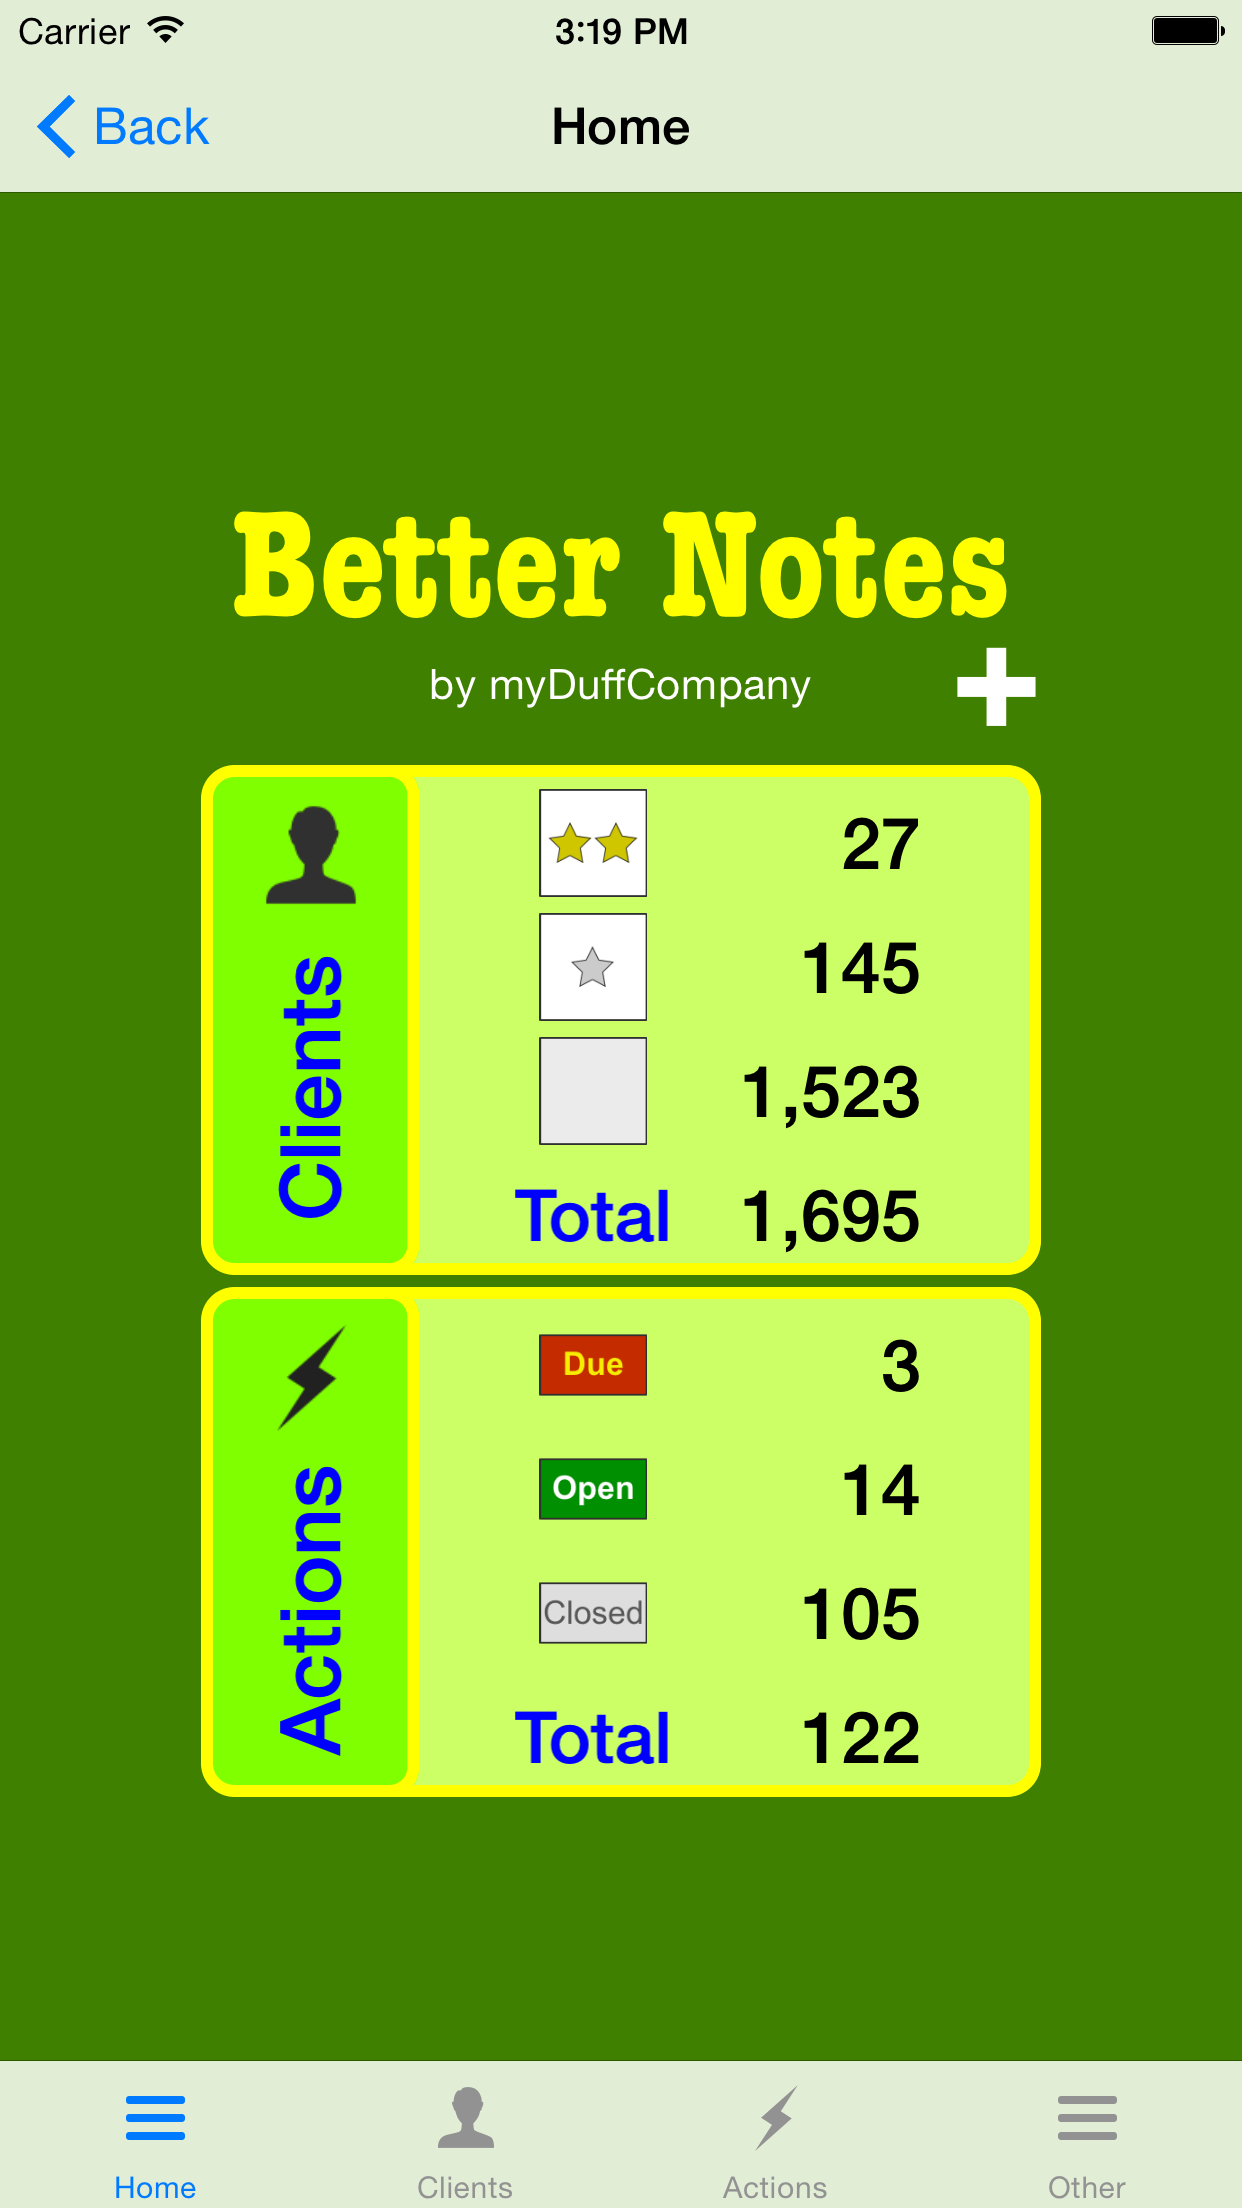 Carrier 3:19 PM
Back Home
Better Notes
by myDuffCompany
Clients
27
145
1,523
Total 1,695
Actions
Due 3
Open 14
Closed 105
Total 122
Home Clients Actions Other